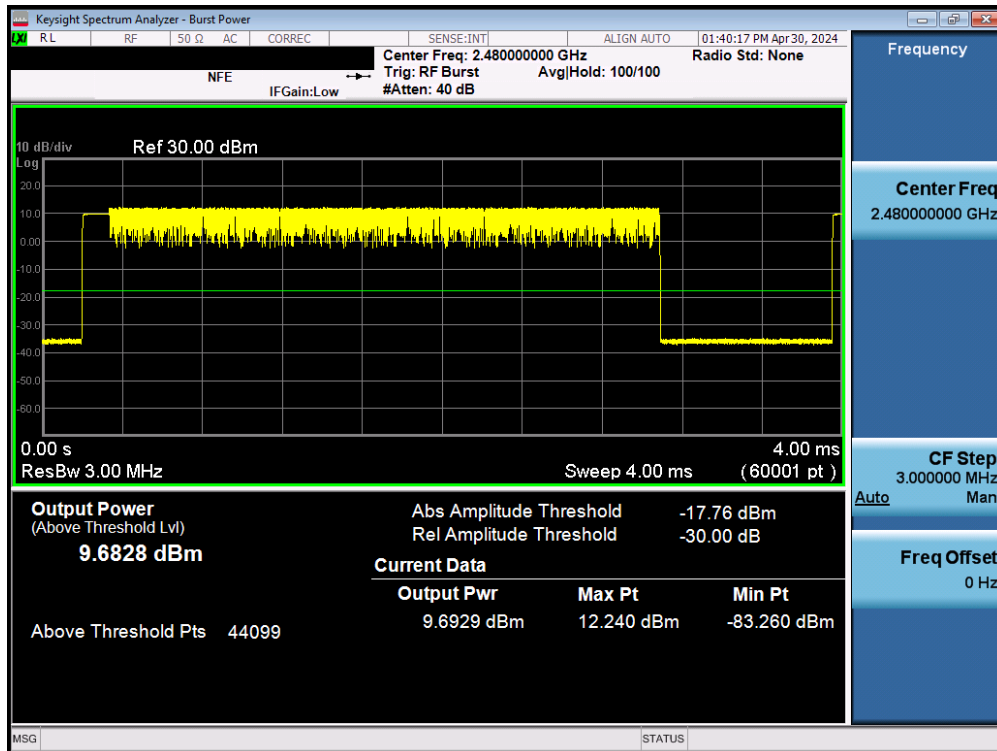 Keysight Spectrum Analyzer - Burst Power
LXI RL RF 50 Ω AC CORREC SENSE:INT ALIGN AUTO 01:40:17 PM Apr 30, 2024
Center Freq: 2.480000000 GHz Radio Std: None
NFE Trig: RF Burst Avg|Hold: 100/100
IFGain:Low #Atten: 40 dB
10 dB/div Ref 30.00 dBm
Log
20.0
10.0
0.00
-10.0
-20.0
-30.0
-40.0
-50.0
-60.0
0.00 s 4.00 ms
ResBw 3.00 MHz Sweep 4.00 ms (60001 pt)
Output Power
(Above Threshold Lvl)
9.6828 dBm
Above Threshold Pts 44099
Abs Amplitude Threshold -17.76 dBm
Rel Amplitude Threshold -30.00 dB
Current Data
Output Pwr Max Pt Min Pt
9.6929 dBm 12.240 dBm -83.260 dBm
Frequency
Center Freq
2.480000000 GHz
CF Step
3.000000 MHz
Auto Man
Freq Offset
0 Hz
MSG STATUS